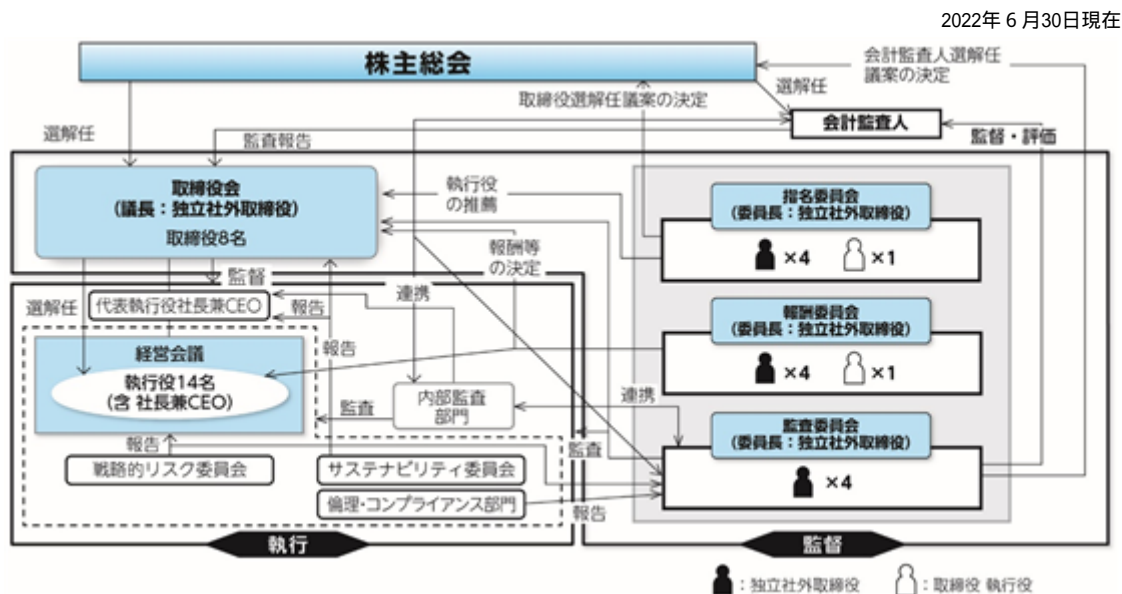 2022年6月30日現在
株主総会
会計監査人選解任
議案の決定
選解任
取締役選解任議案の決定
会計監査人
選解任
監査報告
監督・評価
取締役会
(議長：独立社外取締役)
取締役8名
執行役
の推薦
指名委員会
(委員長：独立社外取締役)
×4 ×1
報酬等
の決定
監督
連携
選解任
代表執行役社長兼CEO
報告
報酬委員会
(委員長：独立社外取締役)
×4 ×1
報告
経営会議
執行役14名
(含 社長兼CEO)
内部監査
部門
監査
連携
監査委員会
(委員長：独立社外取締役)
×4
報告
監査
戦略的リスク委員会
サステナビリティ委員会
倫理・コンプライアンス部門
報告
執行
監督
：独立社外取締役
：取締役 執行役